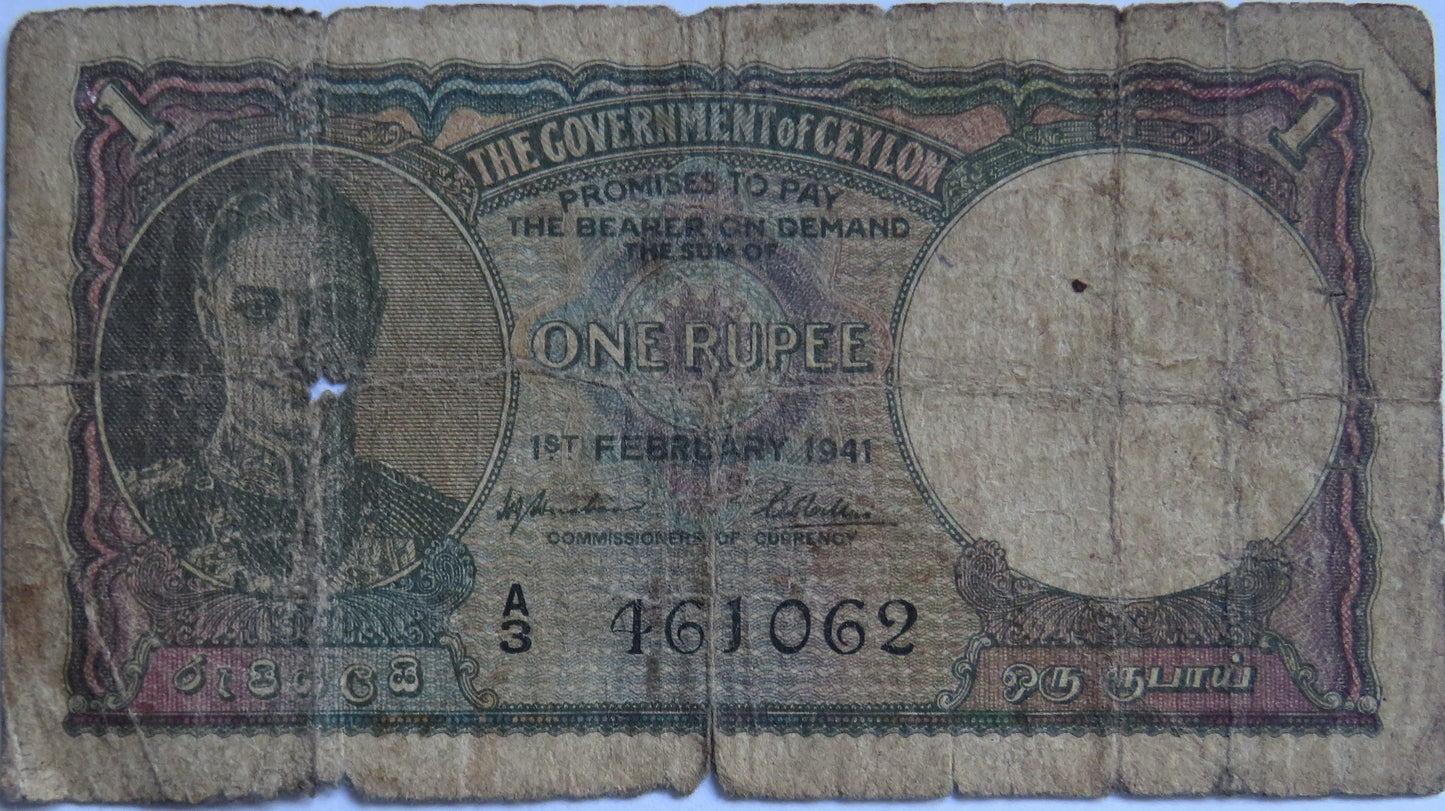 1 1
THE GOVERNMENT of CEYLON
PROMISES TO PAY
THE BEARER ON DEMAND
THE SUM OF
ONE RUPEE
1ST FEBRUARY 1941
COMMISSIONERS OF CURRENCY
A/3 461062
රුපියලයි
ஒரு ரூபாய்